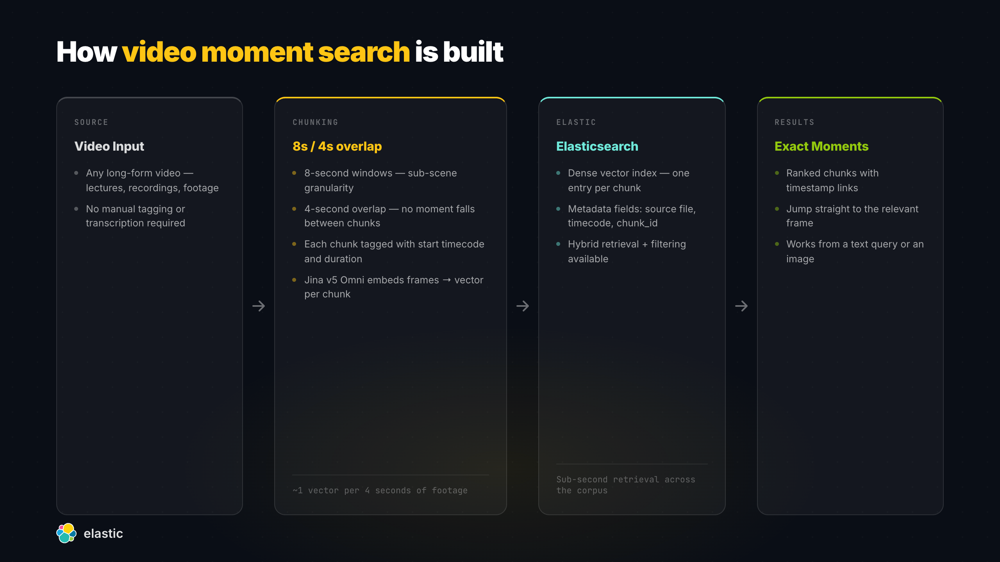 How video moment search is built
SOURCE
Video Input
Any long-form video —
lectures, recordings, footage
No manual tagging or
transcription required
→
CHUNKING
8s / 4s overlap
8-second windows — sub-scene
granularity
4-second overlap — no moment falls
between chunks
Each chunk tagged with start timecode
and duration
Jina v5 Omni embeds frames → vector
per chunk
~1 vector per 4 seconds of footage
→
ELASTIC
Elasticsearch
Dense vector index — one
entry per chunk
Metadata fields: source file,
timecode, chunk_id
Hybrid retrieval + filtering
available
Sub-second retrieval across
the corpus
→
RESULTS
Exact Moments
Ranked chunks with
timestamp links
Jump straight to the relevant
frame
Works from a text query or an
image
elastic